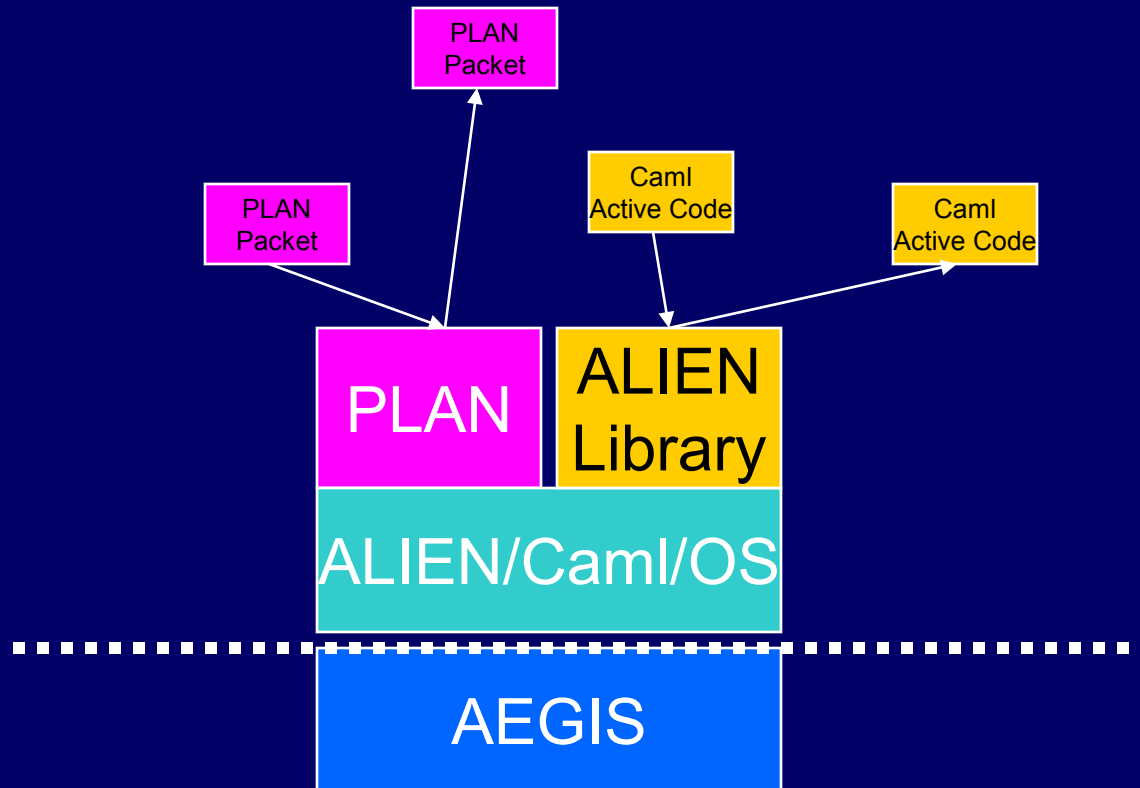 PLAN
Packet
PLAN
Packet
Caml
Active Code
Caml
Active Code
PLAN
ALIEN
Library
ALIEN/Caml/OS
AEGIS